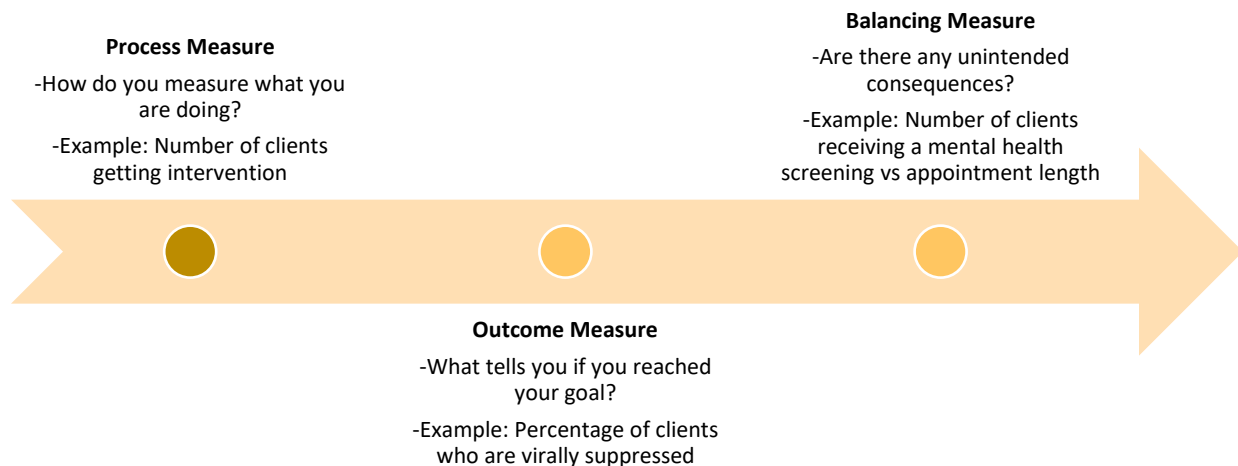 Process Measure
-How do you measure what you
are doing?
-Example: Number of clients
getting intervention
Outcome Measure
-What tells you if you reached
your goal?
-Example: Percentage of clients
who are virally suppressed
Balancing Measure
-Are there any unintended
consequences?
-Example: Number of clients
receiving a mental health
screening vs appointment length